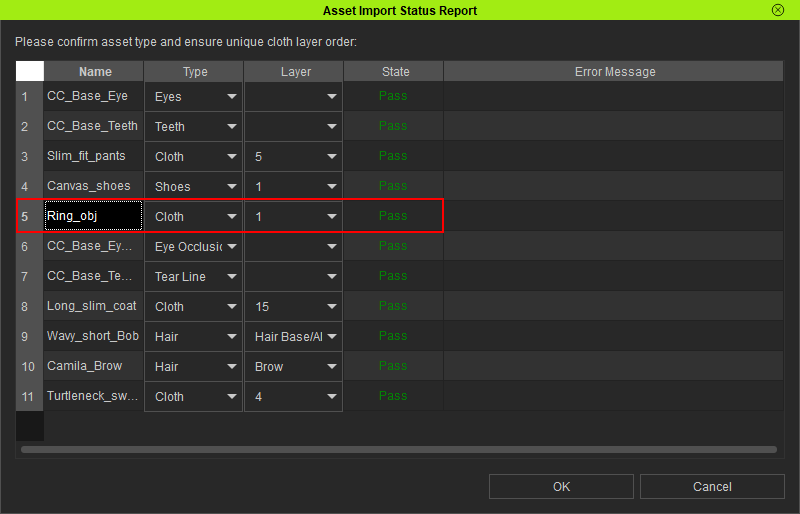 Asset Import Status Report
Please confirm asset type and ensure unique cloth layer order:
Name Type Layer State Error Message
1 CC_Base_Eye Eyes Pass
2 CC_Base_Teeth Teeth Pass
3 Slim_fit_pants Cloth 5 Pass
4 Canvas_shoes Shoes 1 Pass
5 Ring_obj Cloth 1 Pass
6 CC_Base_Ey... Eye Occlusic Pass
7 CC_Base_Te... Tear Line Pass
8 Long_slim_coat Cloth 15 Pass
9 Wavy_short_Bob Hair Hair Base/Al Pass
10 Camila_Brow Hair Brow Pass
11 Turtleneck_sw... Cloth 4 Pass
OK Cancel